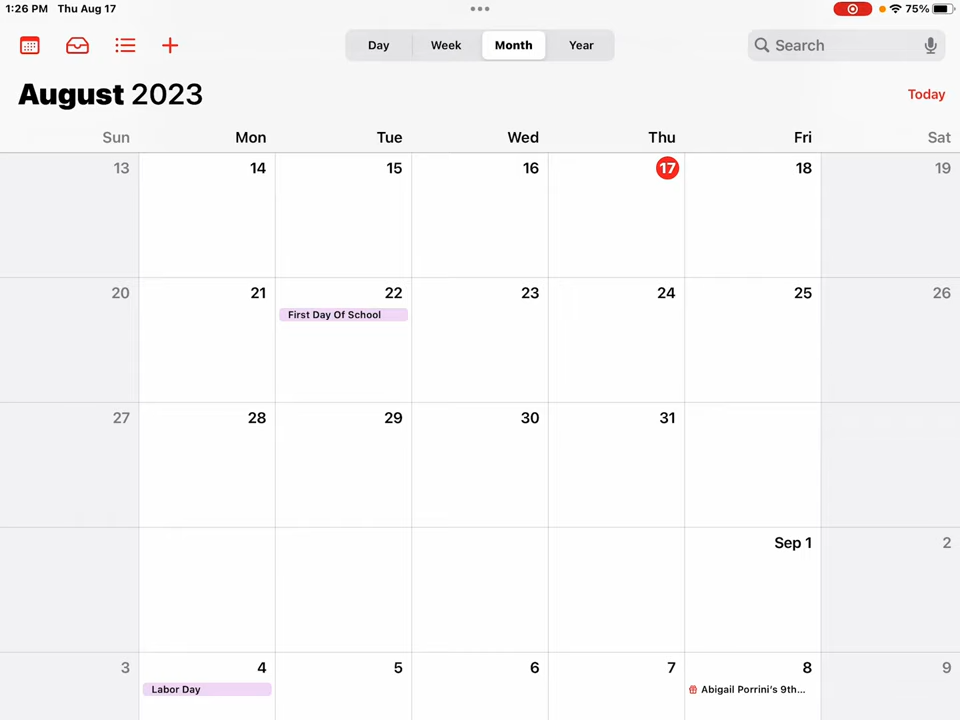 1:26 PM Thu Aug 17 75%
Day Week Month Year Search
August 2023 Today
Sun Mon Tue Wed Thu Fri Sat
13 14 15 16 17 18 19
20 21 22 23 24 25 26
First Day Of School
27 28 29 30 31
Sep 1 2
3 4 5 6 7 8 9
Labor Day Abigail Porrini's 9th...